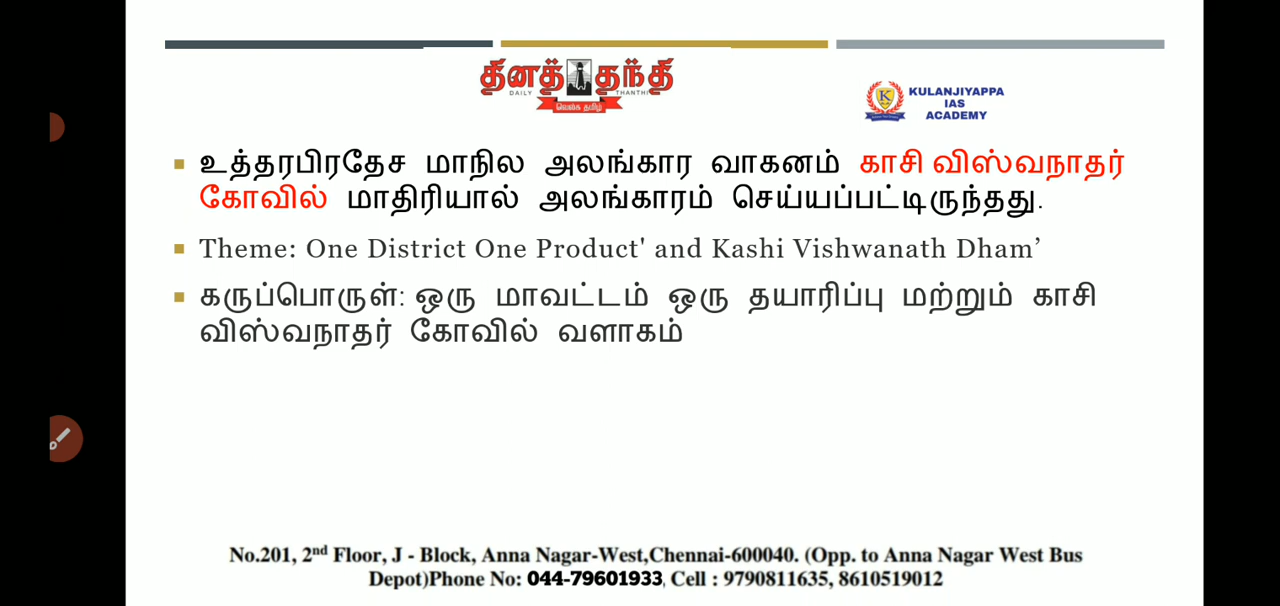 தினத்தந்தி
DAILY THANTHI
வெல்க தமிழ்
K
KULANJIYAPPA
IAS
ACADEMY
உத்தரபிரதேச மாநில அலங்கார வாகனம் காசி விஸ்வநாதர்
கோவில் மாதிரியால் அலங்காரம் செய்யப்பட்டிருந்தது.
Theme: One District One Product' and Kashi Vishwanath Dham’
கருப்பொருள்: ஒரு மாவட்டம் ஒரு தயாரிப்பு மற்றும் காசி
விஸ்வநாதர் கோவில் வளாகம்
No.201, 2nd Floor, J - Block, Anna Nagar-West,Chennai-600040. (Opp. to Anna Nagar West Bus
Depot)Phone No: 044-79601933, Cell : 9790811635, 8610519012